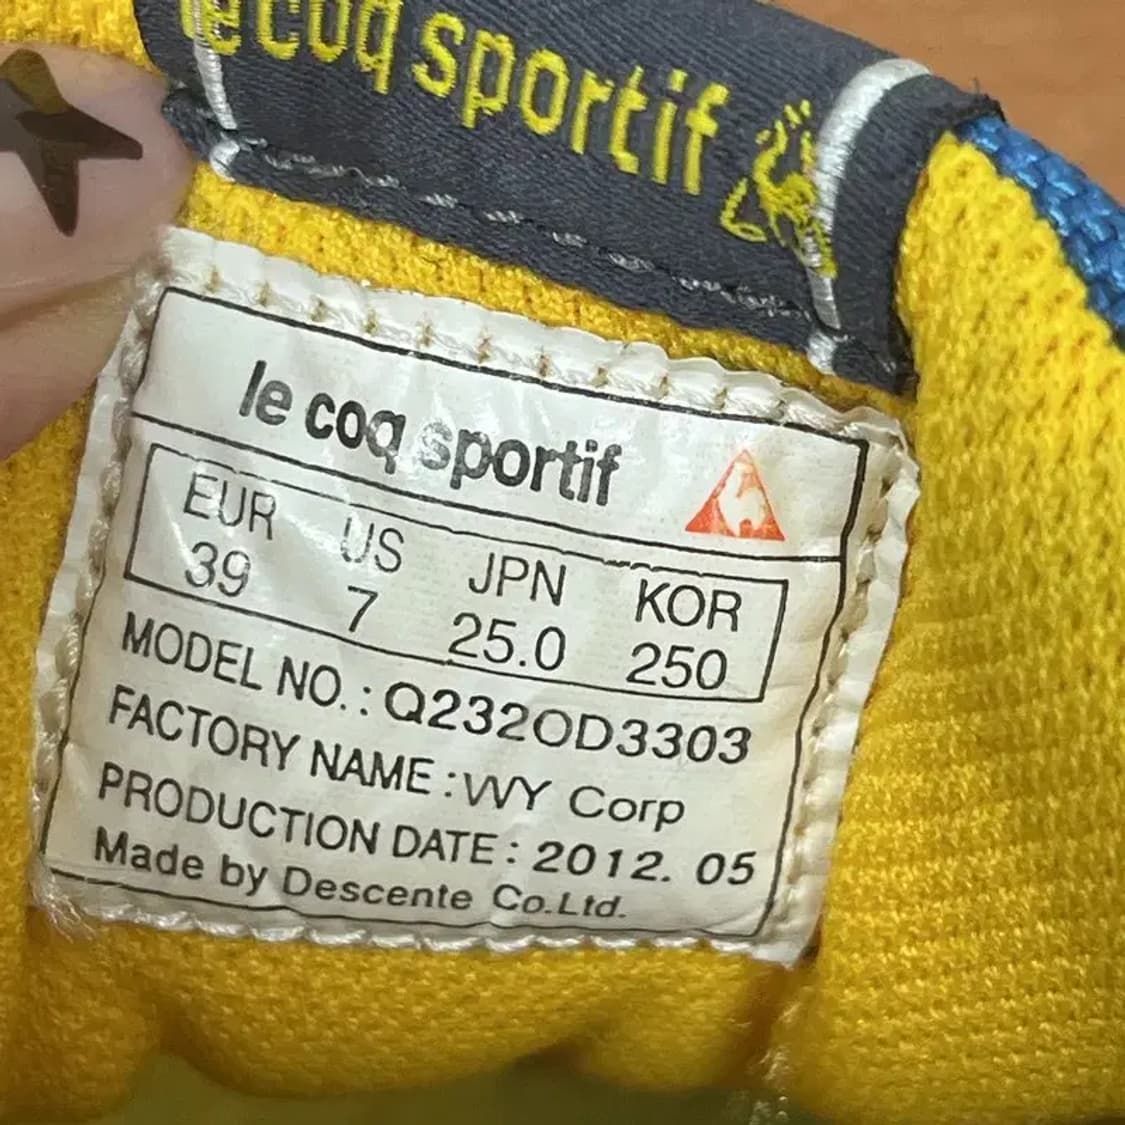 le coq sportif
le coq sportif
EUR US JPN KOR
39 7 25.0 250
MODEL NO.: Q232OD3303
FACTORY NAME : WY Corp
PRODUCTION DATE : 2012. 05
Made by Descente Co.Ltd.